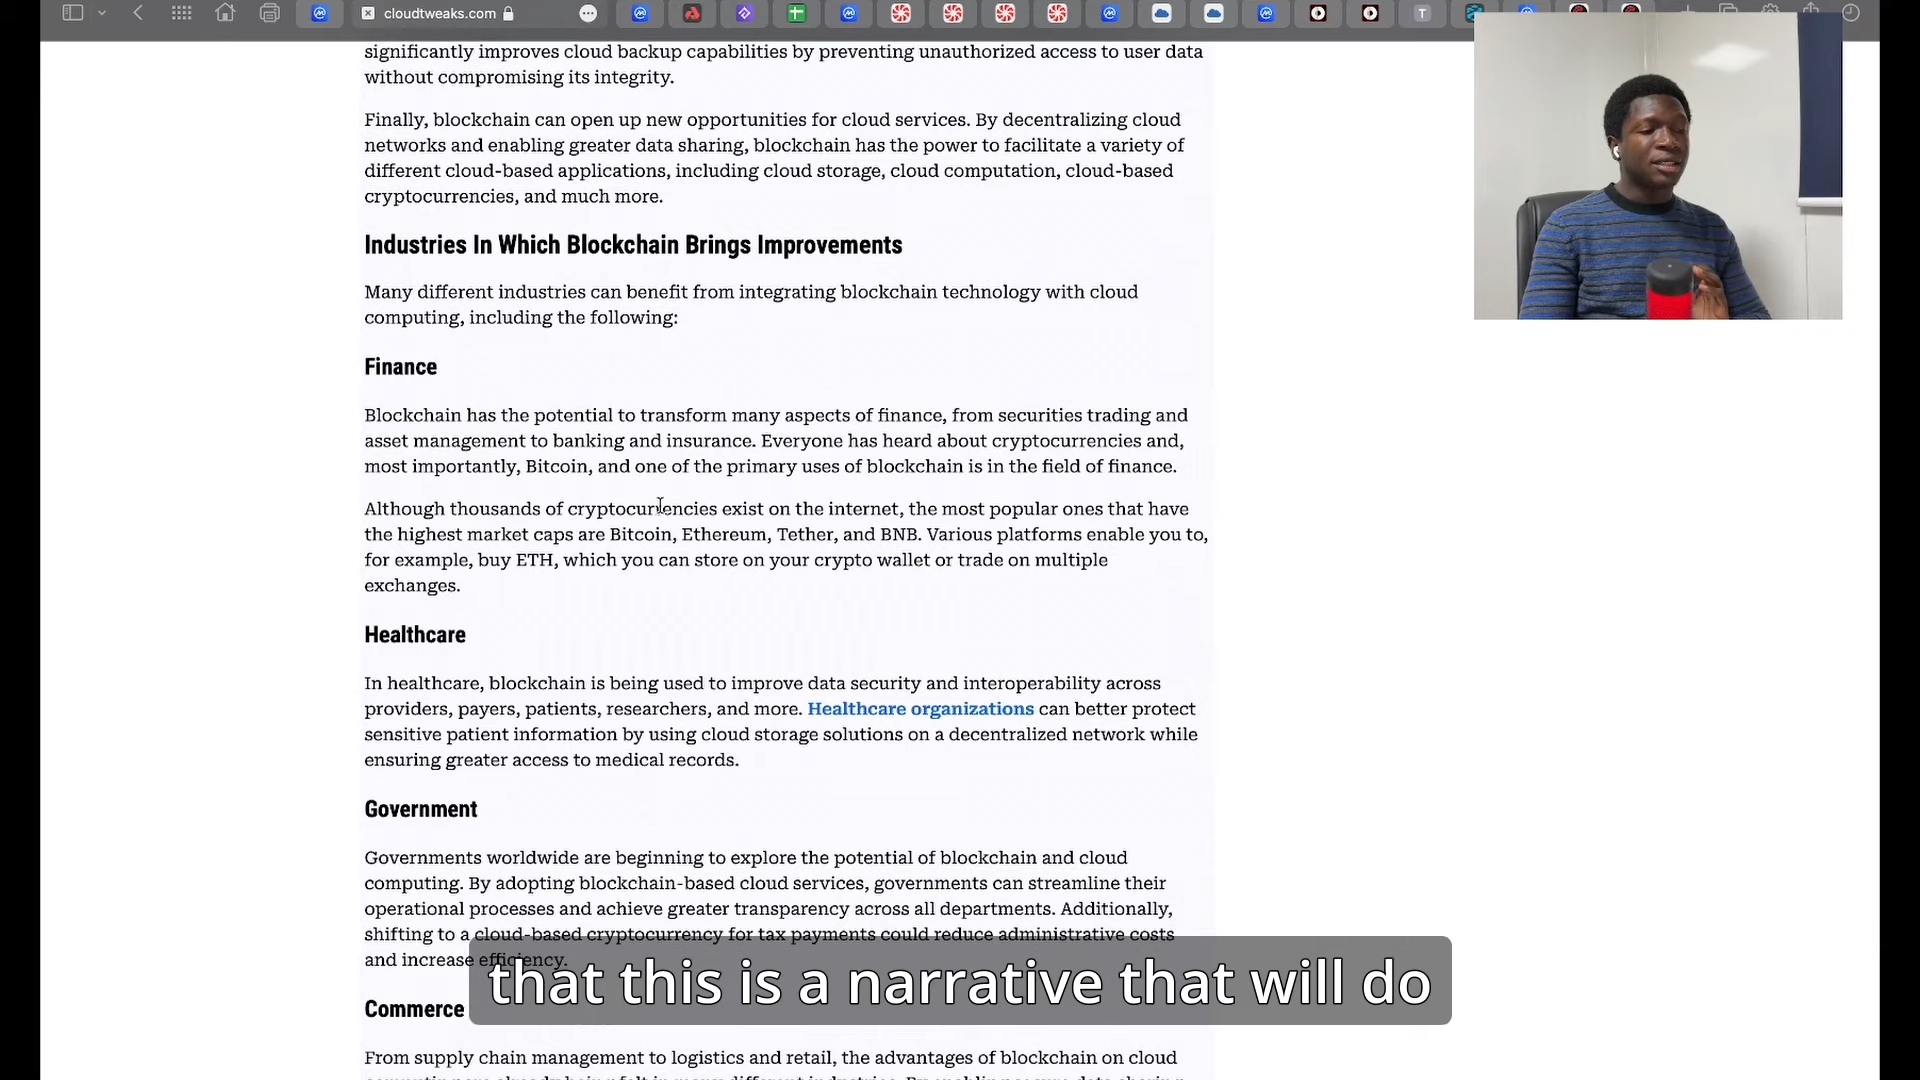 cloudtweaks.com
significantly improves cloud backup capabilities by preventing unauthorized access to user data
without compromising its integrity.
Finally, blockchain can open up new opportunities for cloud services. By decentralizing cloud
networks and enabling greater data sharing, blockchain has the power to facilitate a variety of
different cloud-based applications, including cloud storage, cloud computation, cloud-based
cryptocurrencies, and much more.
Industries In Which Blockchain Brings Improvements
Many different industries can benefit from integrating blockchain technology with cloud
computing, including the following:
Finance
Blockchain has the potential to transform many aspects of finance, from securities trading and
asset management to banking and insurance. Everyone has heard about cryptocurrencies and,
most importantly, Bitcoin, and one of the primary uses of blockchain is in the field of finance.
Although thousands of cryptocurrencies exist on the internet, the most popular ones that have
the highest market caps are Bitcoin, Ethereum, Tether, and BNB. Various platforms enable you to,
for example, buy ETH, which you can store on your crypto wallet or trade on multiple
exchanges.
Healthcare
In healthcare, blockchain is being used to improve data security and interoperability across
providers, payers, patients, researchers, and more. Healthcare organizations can better protect
sensitive patient information by using cloud storage solutions on a decentralized network while
ensuring greater access to medical records.
Government
Governments worldwide are beginning to explore the potential of blockchain and cloud
computing. By adopting blockchain-based cloud services, governments can streamline their
operational processes and achieve greater transparency across all departments. Additionally,
shifting to a cloud-based cryptocurrency for tax payments could reduce administrative costs
and increase efficiency.
that this is a narrative that will do
Commerce
From supply chain management to logistics and retail, the advantages of blockchain on cloud